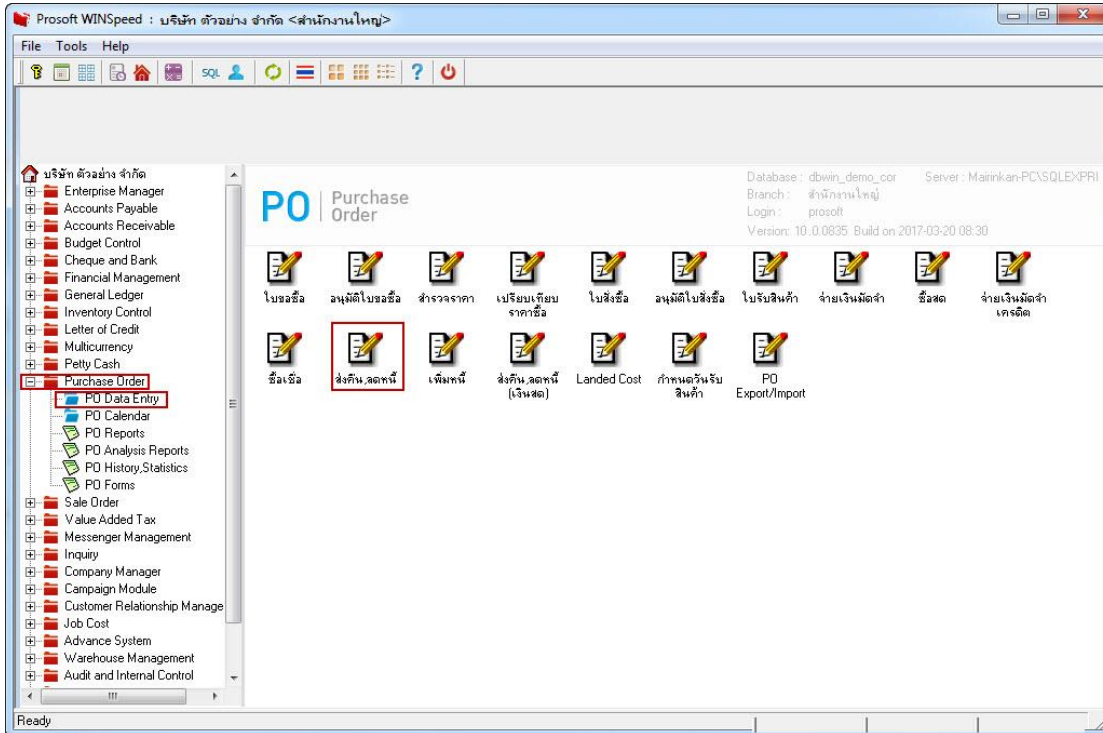 Prosoft WINSpeed : บริษัท ตัวอย่าง จำกัด <สำนักงานใหญ่>
File Tools Help
SQL
?
บริษัท ตัวอย่าง จำกัด
Enterprise Manager
Accounts Payable
Accounts Receivable
Budget Control
Cheque and Bank
Financial Management
General Ledger
Inventory Control
Letter of Credit
Multicurrency
Petty Cash
Purchase Order
PO Data Entry
PO Calendar
PO Reports
PO Analysis Reports
PO History,Statistics
PO Forms
Sale Order
Value Added Tax
Messenger Management
Inquiry
Company Manager
Campaign Module
Customer Relationship Manage
Job Cost
Advance System
Warehouse Management
Audit and Internal Control
PO Purchase
Order
Database : dbwin_demo_cor Server : Mairinkan-PC\SQLEXPRI
Branch : สำนักงานใหญ่
Login : prosoft
Version: 10.0.0835 Build on 2017-03-20 08:30
ใบขอซื้อ อนุมัติใบขอซื้อ สำรวจราคา เปรียบเทียบ ใบสั่งซื้อ อนุมัติใบสั่งซื้อ ใบรับสินค้า จ่ายเงินมัดจำ ซื้อสด จ่ายเงินมัดจำ
ราคาซื้อ เครดิต
ซื้อเชื่อ ส่งคืน,ลดหนี้ เพิ่มหนี้ ส่งคืน,ลดหนี้ Landed Cost กำหนดวันรับ PO
(เงินสด) สินค้า Export/Import
Ready